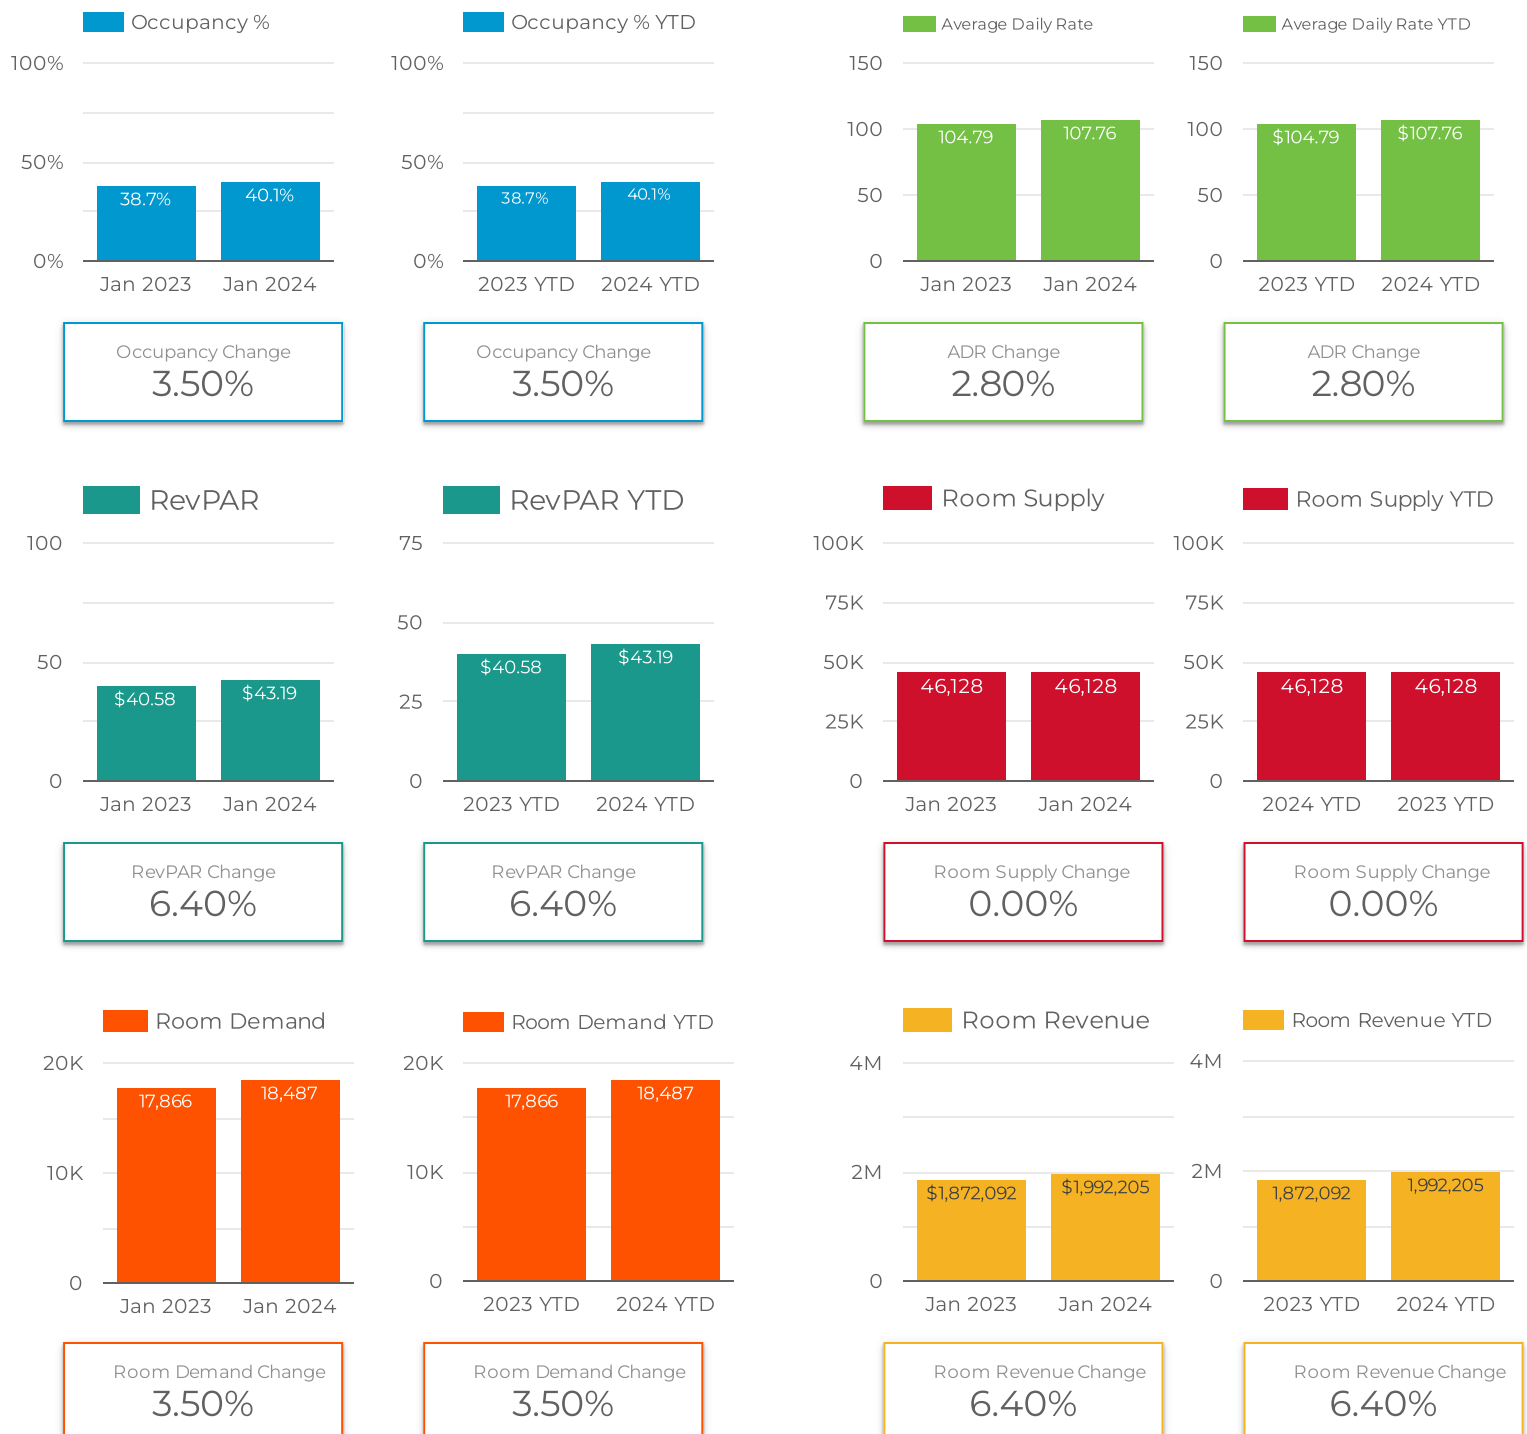 Occupancy %
100%
50%
0%
38.7%
40.1%
Jan 2023
Jan 2024
Occupancy Change
3.50%
Occupancy % YTD
100%
50%
0%
38.7%
40.1%
2023 YTD
2024 YTD
Occupancy Change
3.50%
Average Daily Rate
150
100
50
0
104.79
107.76
Jan 2023
Jan 2024
ADR Change
2.80%
Average Daily Rate YTD
150
100
50
0
$104.79
$107.76
2023 YTD
2024 YTD
ADR Change
2.80%
RevPAR
100
50
0
$40.58
$43.19
Jan 2023
Jan 2024
RevPAR Change
6.40%
RevPAR YTD
75
50
25
0
$40.58
$43.19
2023 YTD
2024 YTD
RevPAR Change
6.40%
Room Supply
100K
75K
50K
25K
0
46,128
46,128
Jan 2023
Jan 2024
Room Supply Change
0.00%
Room Supply YTD
100K
75K
50K
25K
0
46,128
46,128
2024 YTD
2023 YTD
Room Supply Change
0.00%
Room Demand
20K
10K
0
17,866
18,487
Jan 2023
Jan 2024
Room Demand Change
3.50%
Room Demand YTD
20K
10K
0
17,866
18,487
2023 YTD
2024 YTD
Room Demand Change
3.50%
Room Revenue
4M
2M
0
$1,872,092
$1,992,205
Jan 2023
Jan 2024
Room Revenue Change
6.40%
Room Revenue YTD
4M
2M
0
1,872,092
1,992,205
2023 YTD
2024 YTD
Room Revenue Change
6.40%